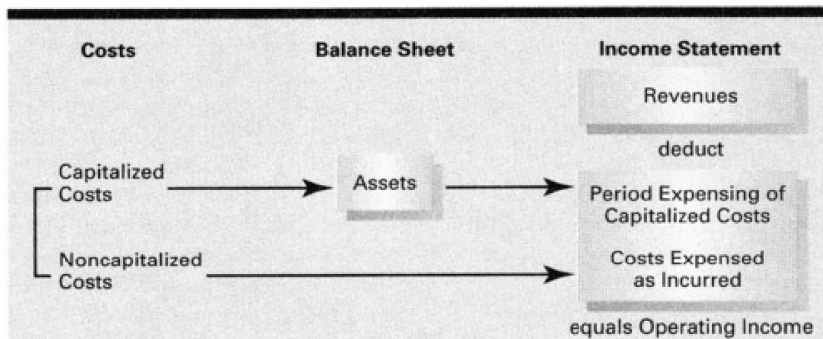 Costs
Balance Sheet
Income Statement
Revenues
deduct
Capitalized
Costs
Assets
Period Expensing of
Capitalized Costs
Noncapitalized
Costs
Costs Expensed
as Incurred
equals Operating Income